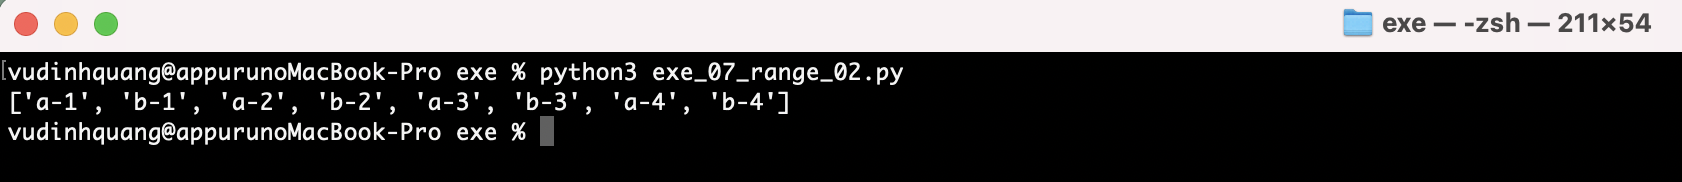 exe — -zsh — 211×54
[vudinhquang@appurunoMacBook-Pro exe % python3 exe_07_range_02.py
['a-1', 'b-1', 'a-2', 'b-2', 'a-3', 'b-3', 'a-4', 'b-4']
vudinhquang@appurunoMacBook-Pro exe %